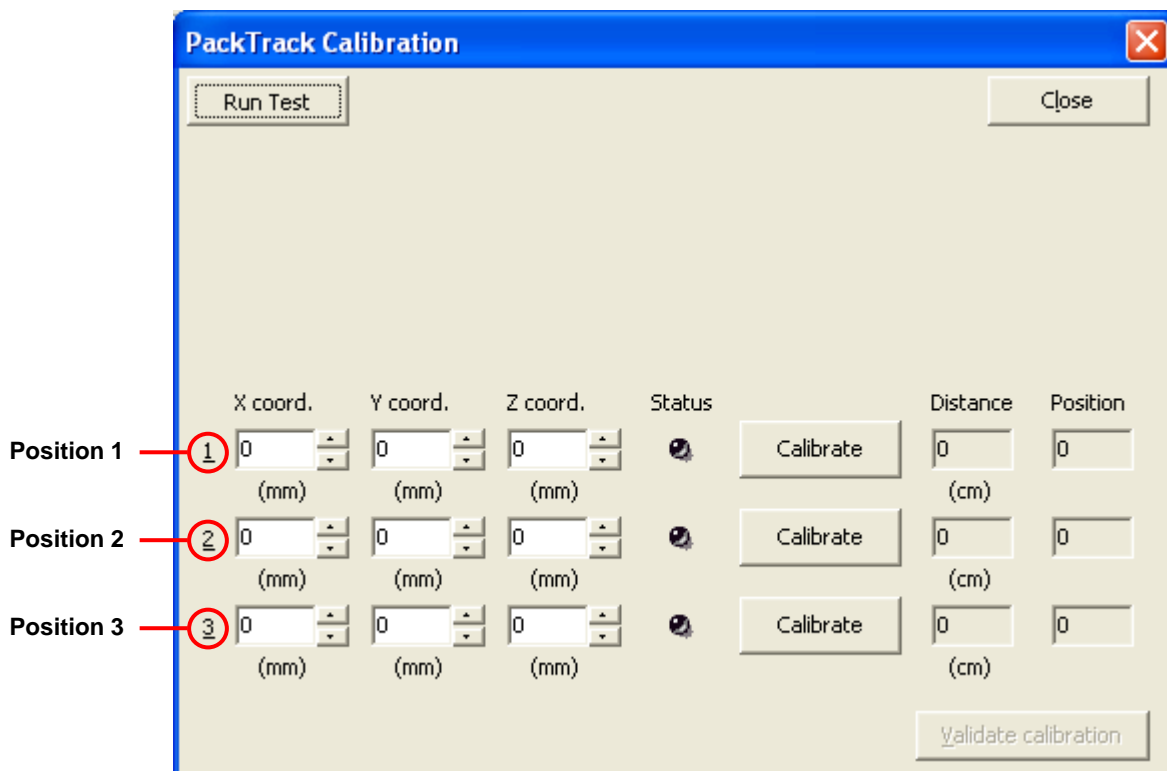 PackTrack Calibration
Run Test Close
X coord. Y coord. Z coord. Status Distance Position
Position 1 1 0 0 0 Calibrate 0 0
(mm) (mm) (mm) (cm)
Position 2 2 0 0 0 Calibrate 0 0
(mm) (mm) (mm) (cm)
Position 3 3 0 0 0 Calibrate 0 0
(mm) (mm) (mm) (cm)
Validate calibration